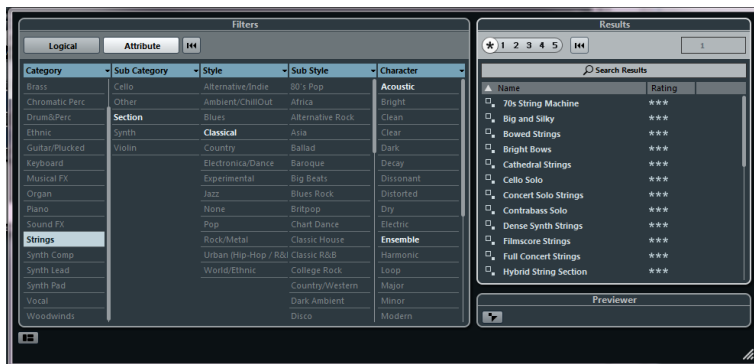 Filters
Logical Attribute
Category Sub Category Style Sub Style Character
Brass Cello Alternative/Indie 80's Pop Acoustic
Chromatic Perc Other Ambient/ChillOut Africa Bright
Drum&Perc Section Blues Alternative Rock Clean
Ethnic Synth Classical Asia Clear
Guitar/Plucked Violin Country Ballad Dark
Keyboard Electronica/Dance Baroque Decay
Musical FX Experimental Big Beats Dissonant
Organ Jazz Blues Rock Distorted
Piano None Britpop Dry
Sound FX Pop Chart Dance Electric
Strings Rock/Metal Classic House Ensemble
Synth Comp Urban (Hip-Hop / R&I Classic R&B Harmonic
Synth Lead World/Ethnic College Rock Loop
Synth Pad Country/Western Major
Vocal Dark Ambient Minor
Woodwinds Disco Modern
Results
* 1 2 3 4 5 1
Search Results
Name Rating
70s String Machine ***
Big and Silky ***
Bowed Strings ***
Bright Bows ***
Cathedral Strings ***
Cello Solo ***
Concert Solo Strings ***
Contrabass Solo ***
Dense Synth Strings ***
Filmscore Strings ***
Full Concert Strings ***
Hybrid String Section ***
Previewer